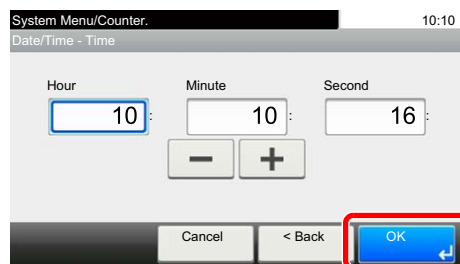 System Menu/Counter. 10:10
Date/Time - Time
Hour Minute Second
10 : 10 : 16 :
Cancel < Back OK